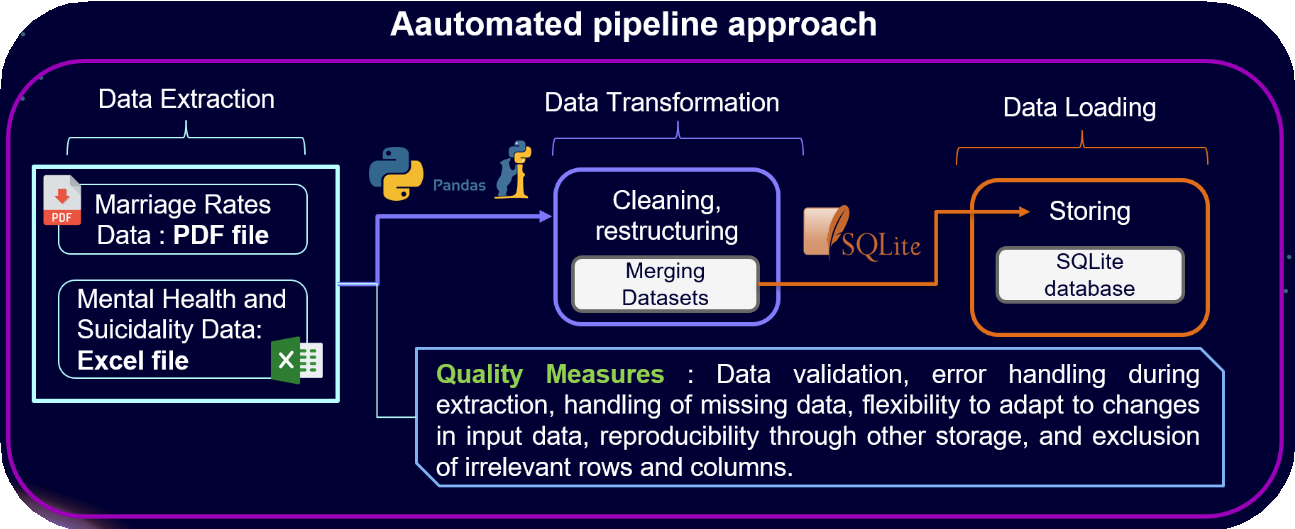 Aautomated pipeline approach
Data Extraction
Data Transformation
Data Loading
PDF
Marriage Rates
Data : PDF file
Mental Health and
Suicidality Data:
Excel file
X
Pandas
Cleaning,
restructuring
Merging
Datasets
SQLite
Storing
SQLite
database
Quality Measures : Data validation, error handling during
extraction, handling of missing data, flexibility to adapt to changes
in input data, reproducibility through other storage, and exclusion
of irrelevant rows and columns.